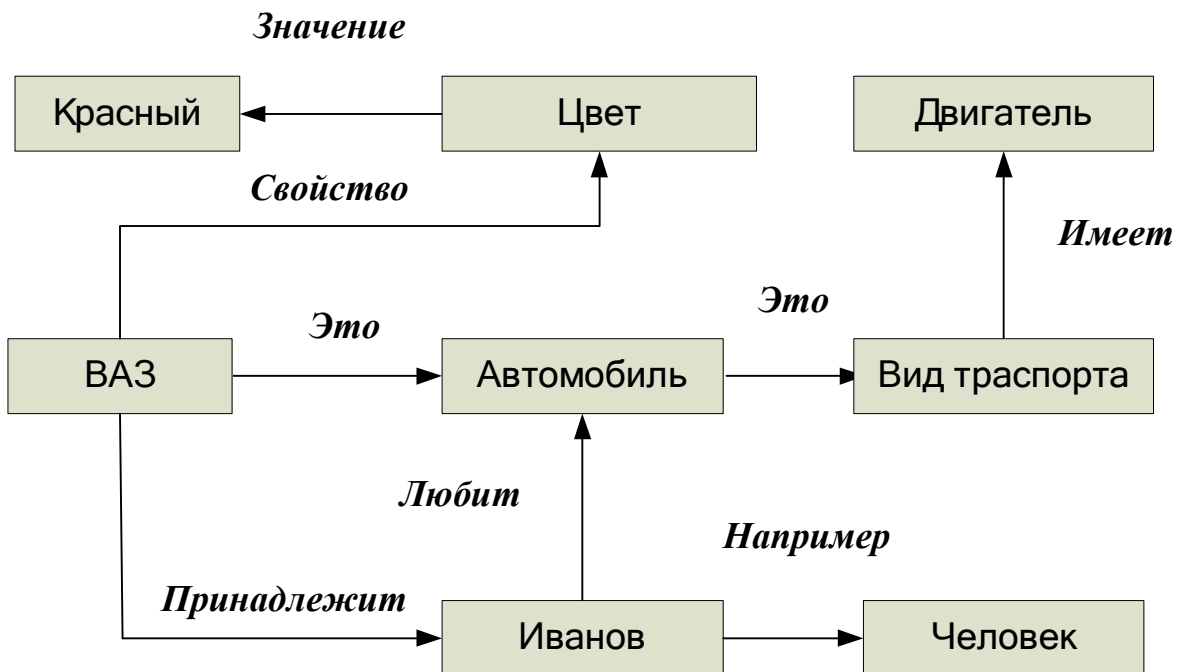 Значение
Красный
Цвет
Двигатель
Свойство
Имеет
Это
Это
ВАЗ
Автомобиль
Вид траспорта
Любит
Например
Принадлежит
Иванов
Человек